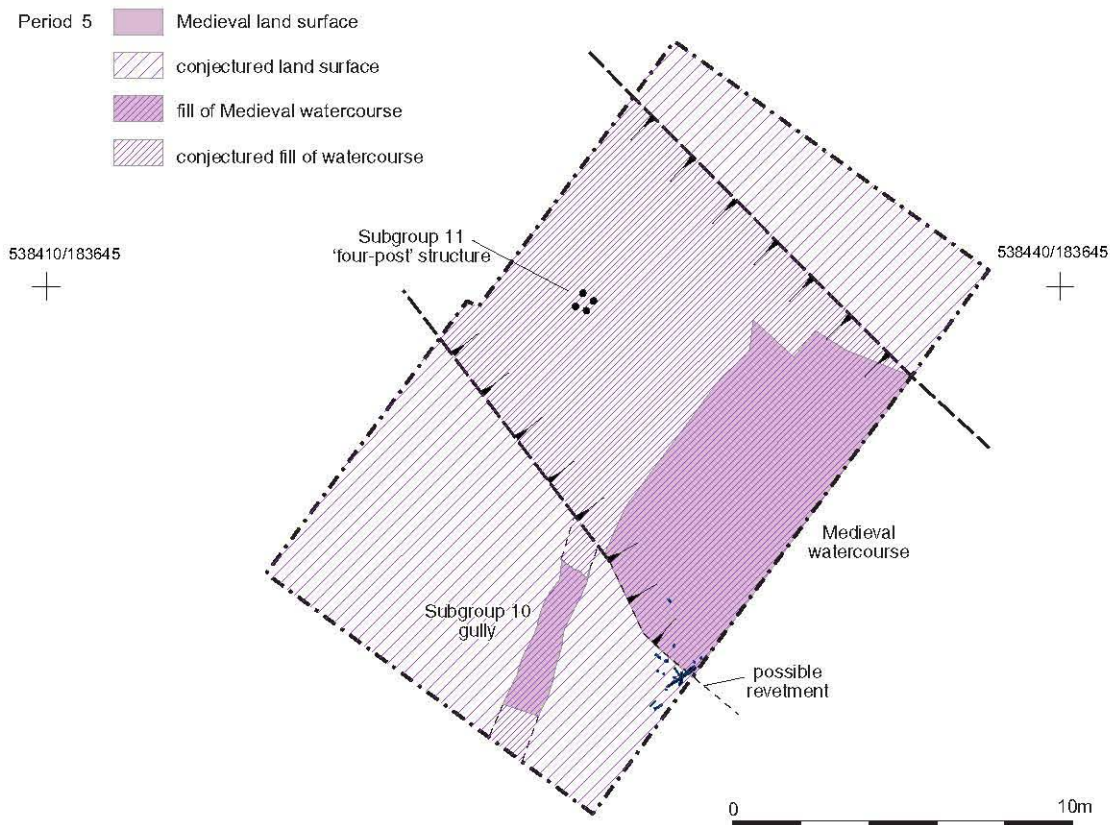 Period 5
Medieval land surface
conjectured land surface
fill of Medieval watercourse
conjectured fill of watercourse
538410/183645
Subgroup 11
'four-post' structure
538440/183645
Medieval
watercourse
Subgroup 10
gully
possible
revetment
0
10m